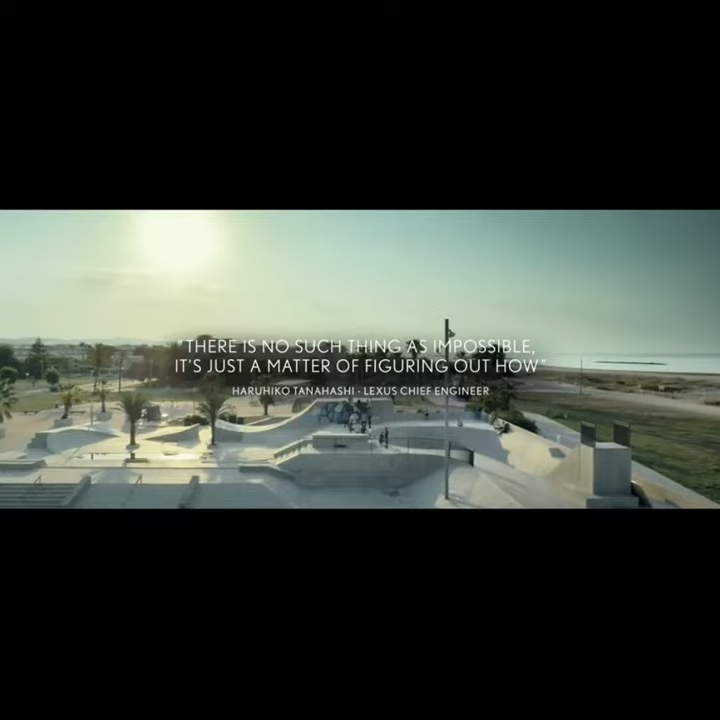 "THERE IS NO SUCH THING AS IMPOSSIBLE,
IT'S JUST A MATTER OF FIGURING OUT HOW"
HARUHIKO TANAHASHI - LEXUS CHIEF ENGINEER